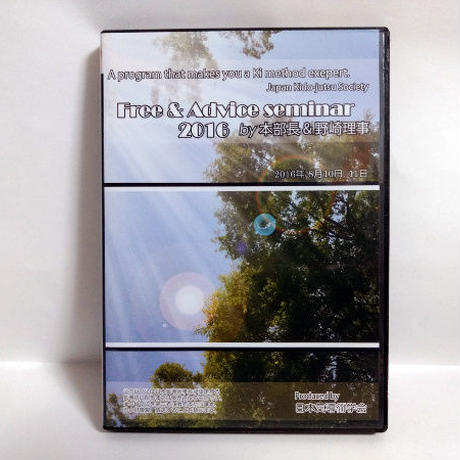 A program that makes you a Ki method exepert.
Japan Kido-jutsu Society
Free & Advice seminar
2016 by 本部長&野崎理事
2016年,8月10日,11日
Produced by
日本気導術学会